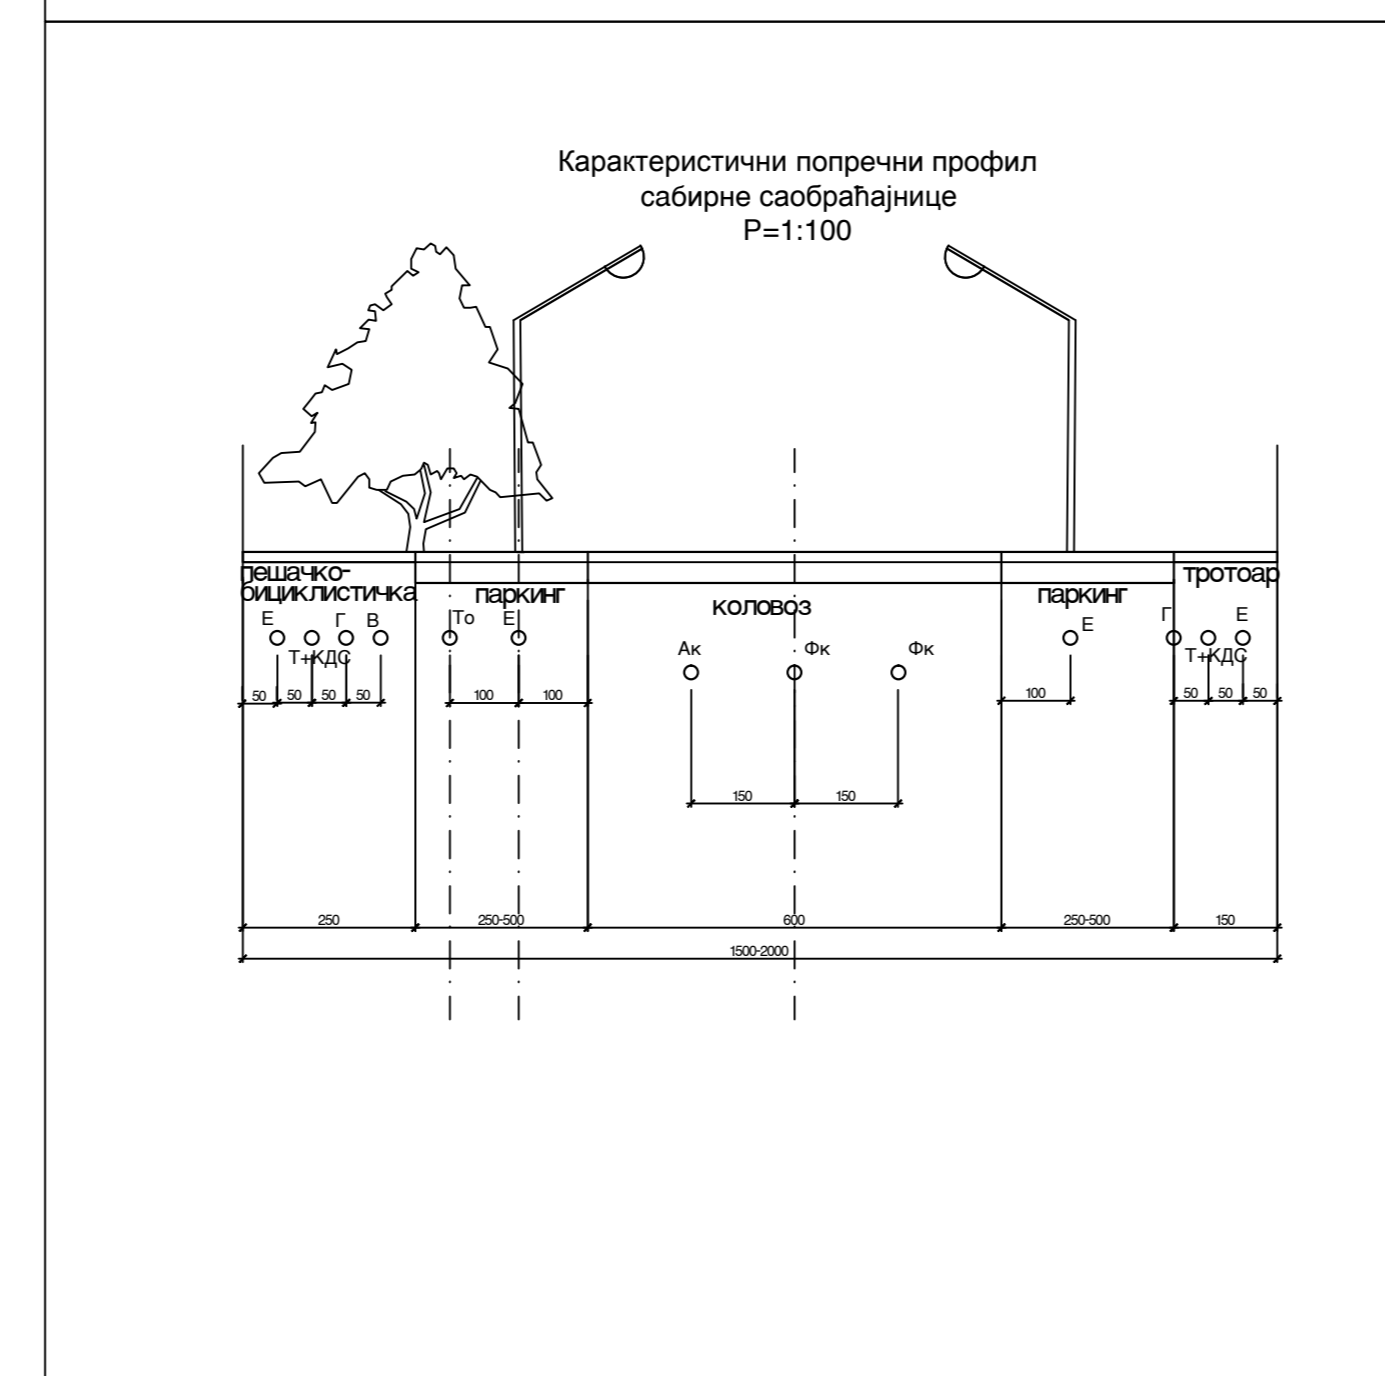 Карактеристични попречни профил
сабирне саобраћајнице
Р=1:100
пешачко-
бициклистичка
паркинг
коловоз
паркинг
тротоар
Е
Т+КДС
Г
В
То
Е
Ак
Фк
Фк
Е
Г
Т+КДС
Е
50
50
50
50
100
100
150
150
100
50
50
50
250
250-500
600
250-500
150
1500-2000